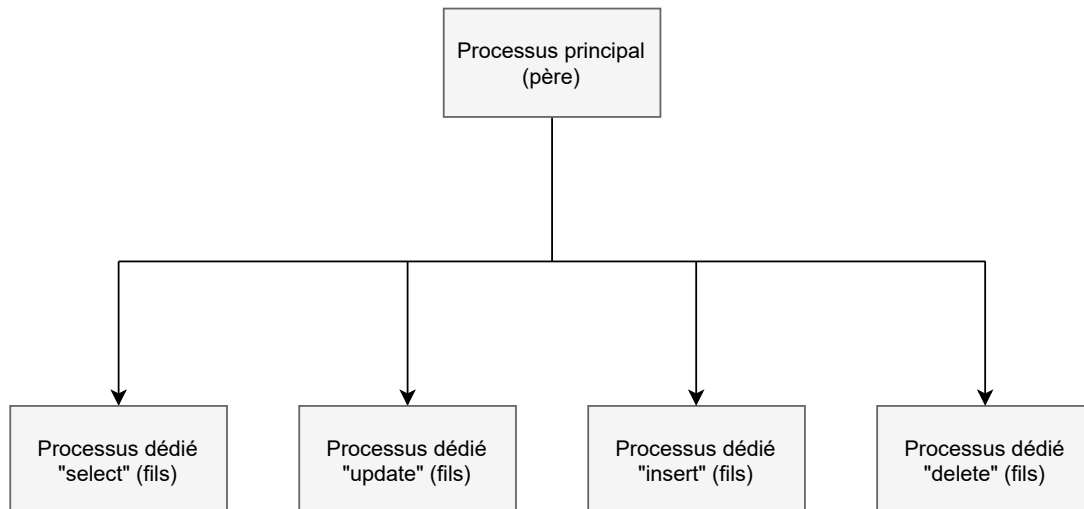 Processus principal
(père)
Processus dédié
"select" (fils)
Processus dédié
"update" (fils)
Processus dédié
"insert" (fils)
Processus dédié
"delete" (fils)